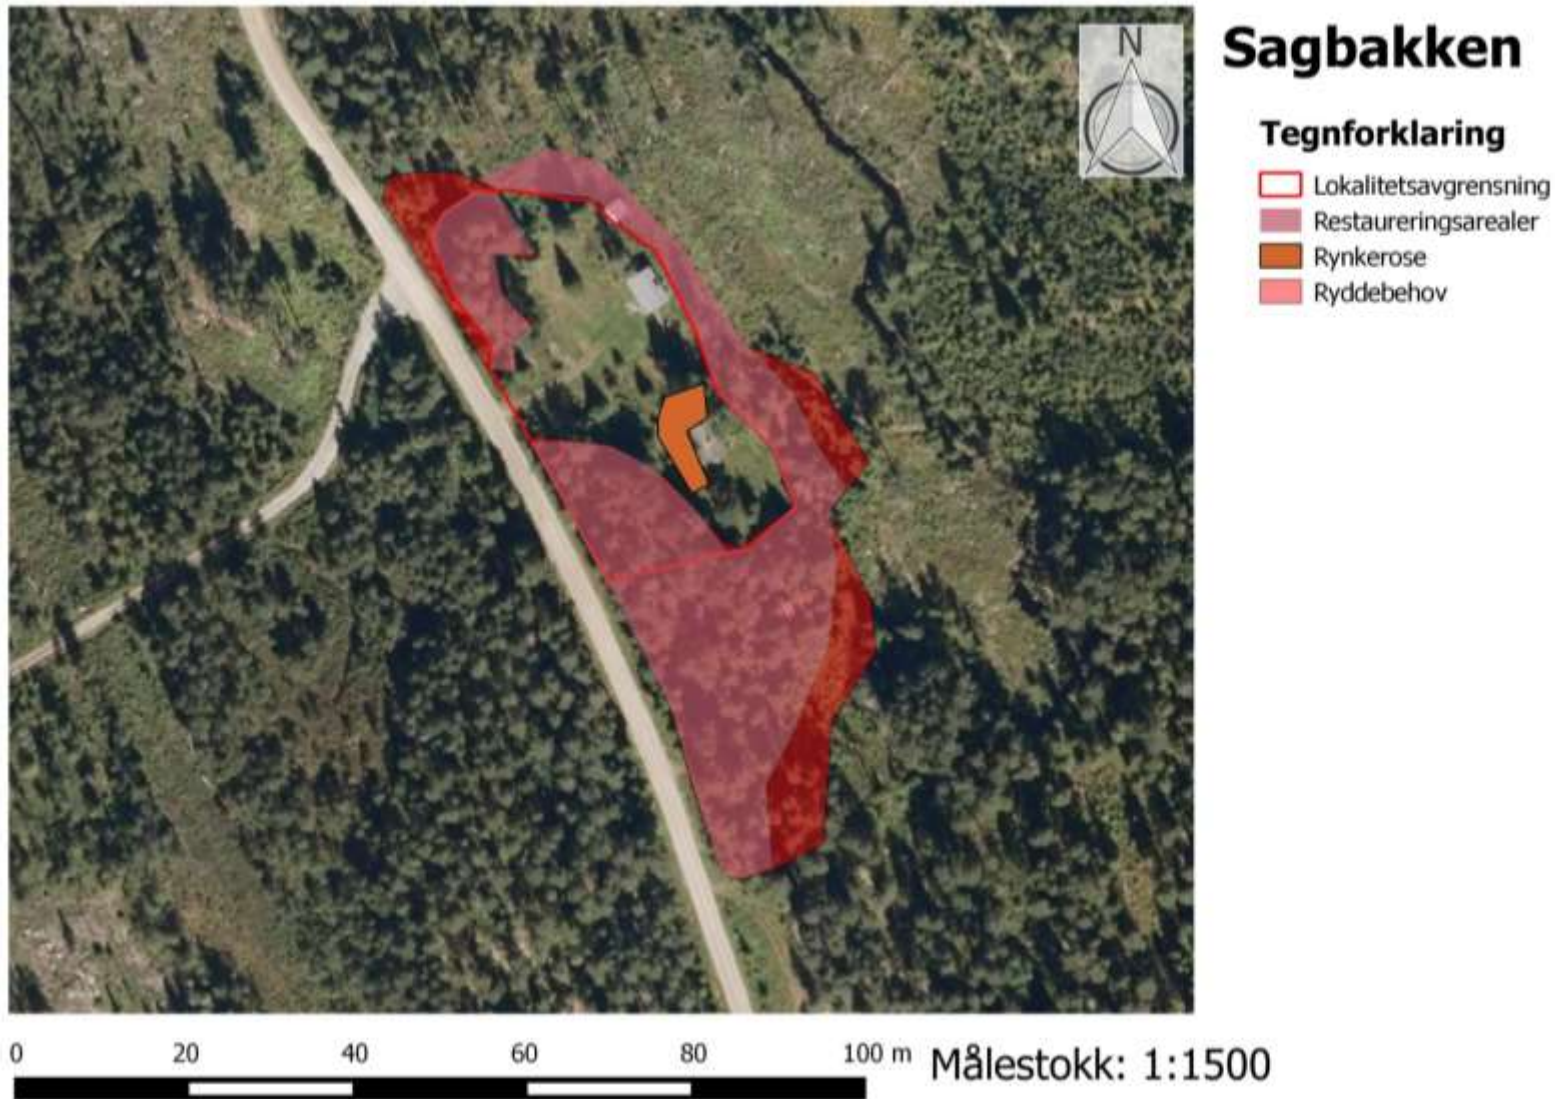 N
Sagbakken
Tegnforklaring
Lokalitetsavgrensning
Restaureringsarealer
Rynkerose
Ryddebehov
0 20 40 60 80 100 m
Målestokk: 1:1500